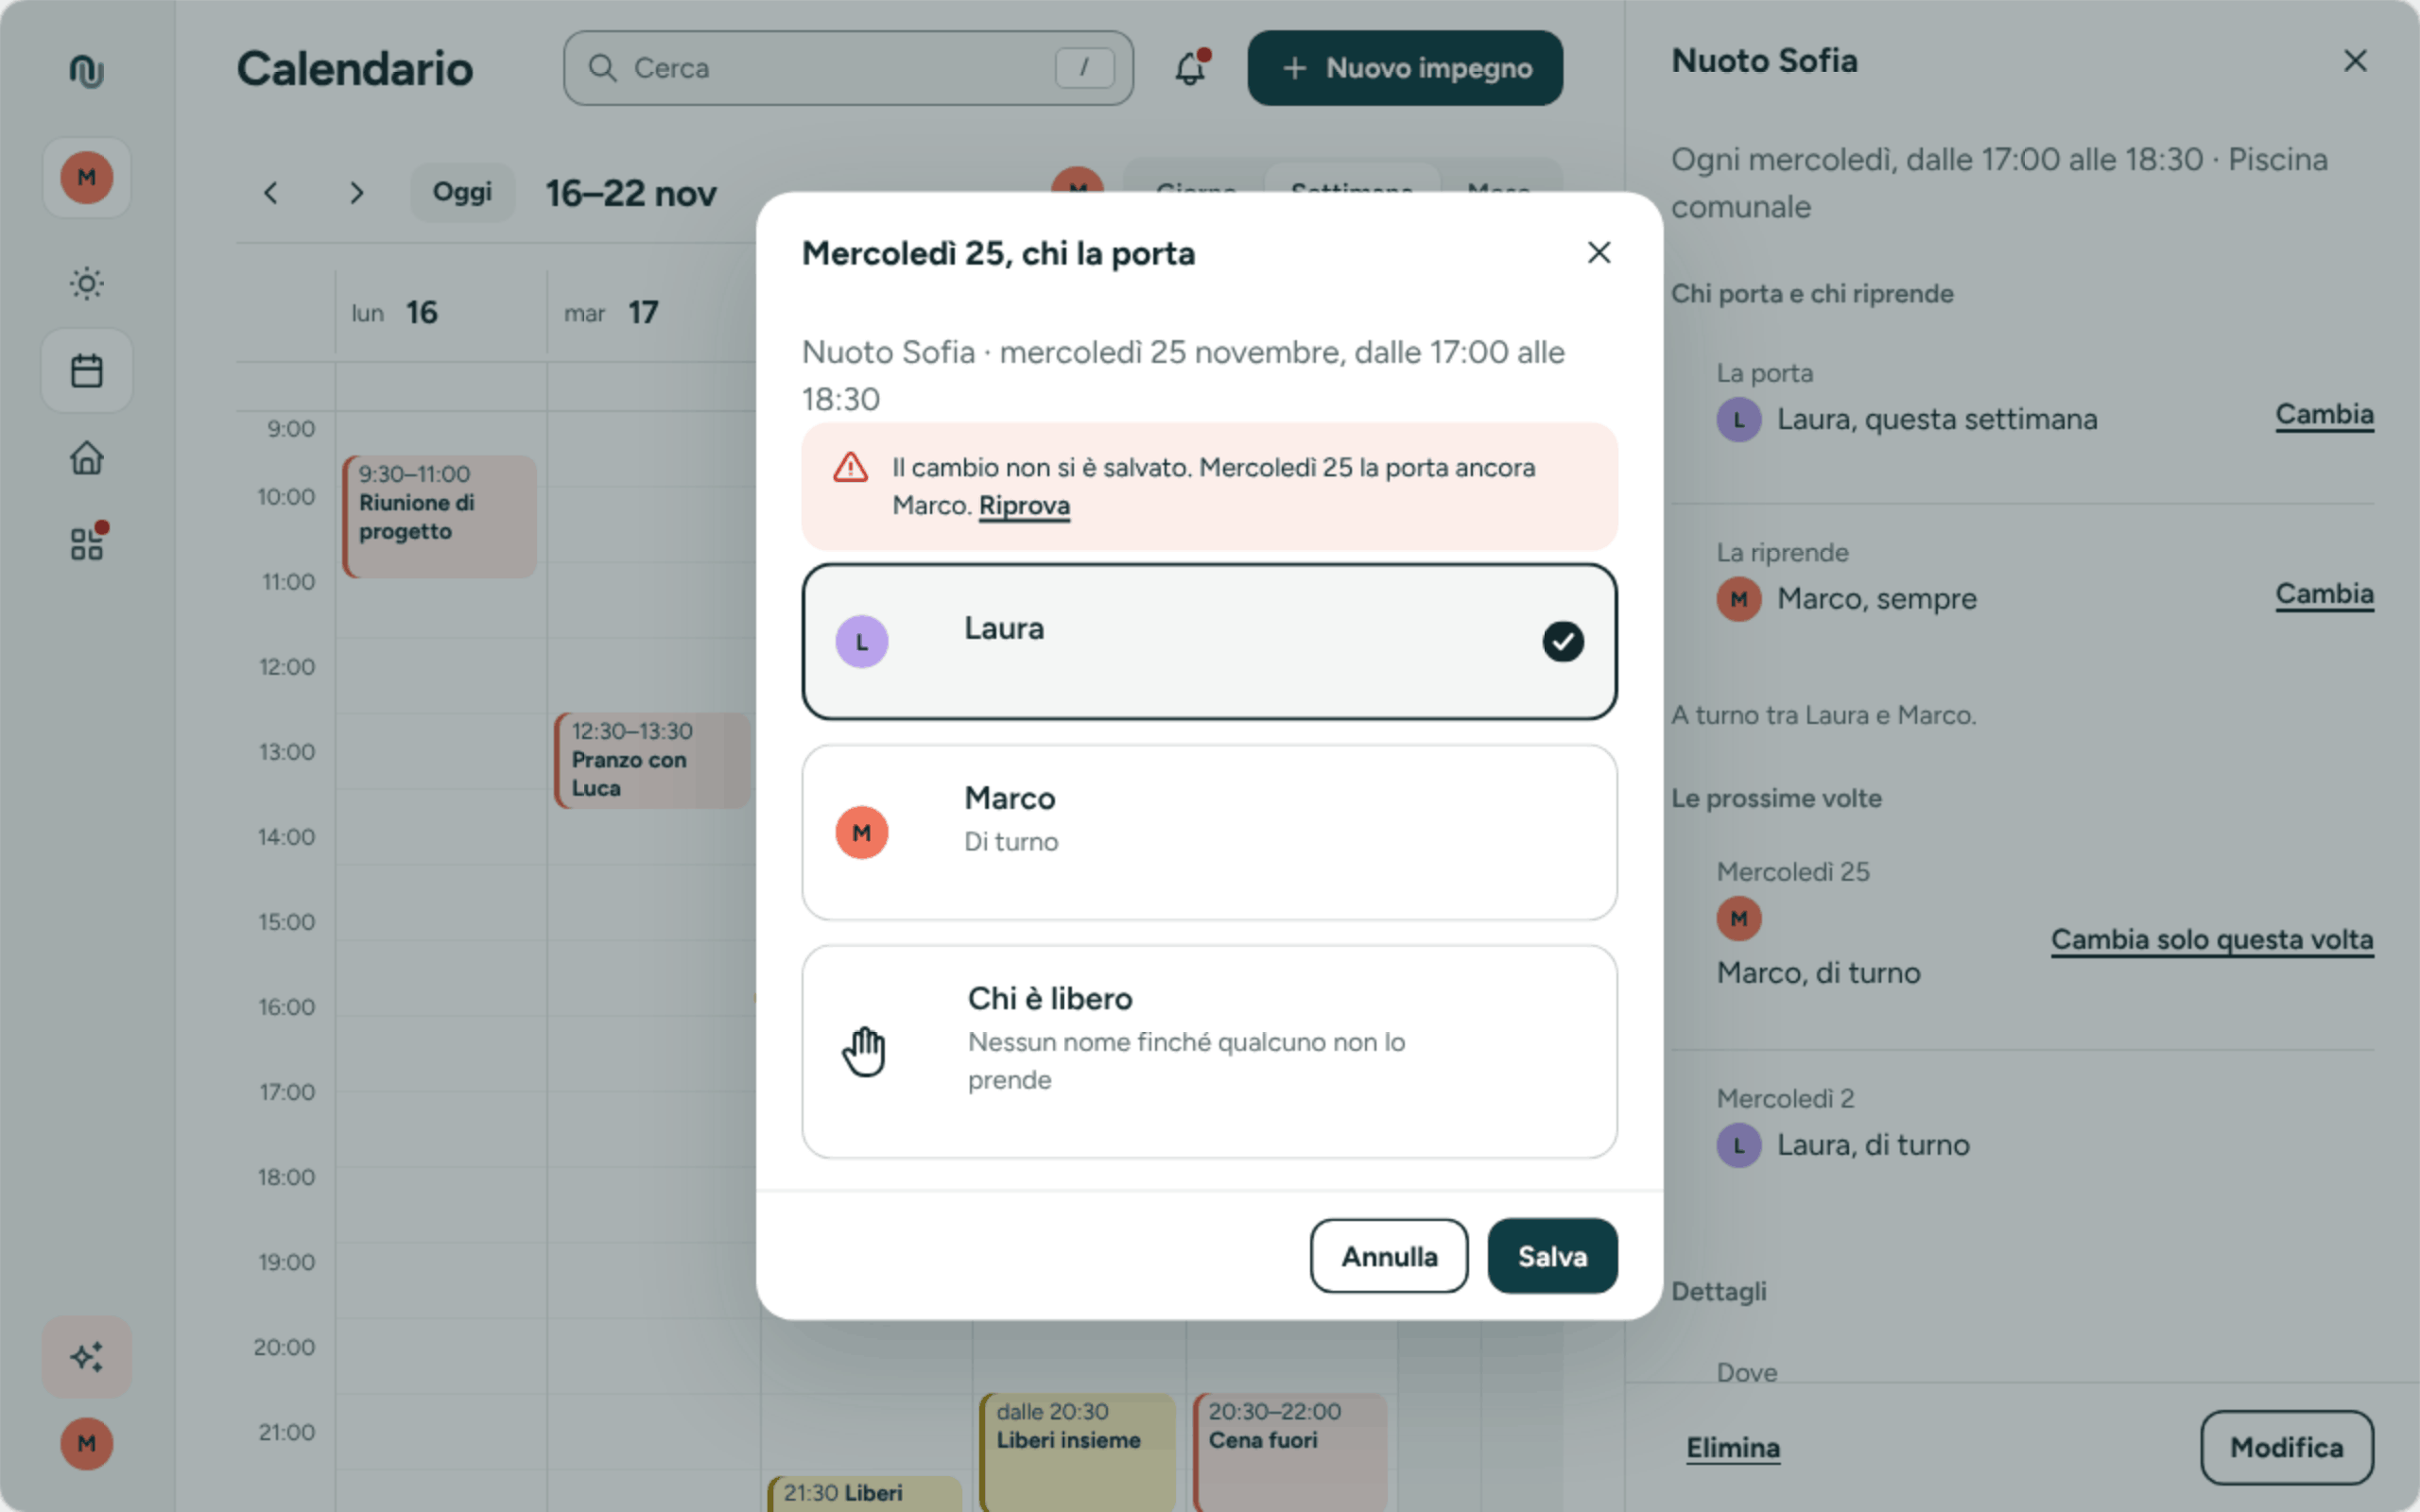 Calendario
Cerca
/
+ Nuovo impegno
M
Oggi
16–22 nov
M
Giorno
Settimana
Mese
lun 16
mar 17
9:00
10:00
11:00
12:00
13:00
14:00
15:00
16:00
17:00
18:00
19:00
20:00
21:00
9:30–11:00
Riunione di
progetto
12:30–13:30
Pranzo con
Luca
dalle 20:30
Liberi insieme
20:30–22:00
Cena fuori
21:30 Liberi
M
Mercoledì 25, chi la porta
Nuoto Sofia · mercoledì 25 novembre, dalle 17:00 alle
18:30
Il cambio non si è salvato. Mercoledì 25 la porta ancora
Marco. Riprova
L
Laura
M
Marco
Di turno
Chi è libero
Nessun nome finché qualcuno non lo
prende
Annulla
Salva
Nuoto Sofia
Ogni mercoledì, dalle 17:00 alle 18:30 · Piscina
comunale
Chi porta e chi riprende
La porta
L Laura, questa settimana
Cambia
La riprende
M Marco, sempre
Cambia
A turno tra Laura e Marco.
Le prossime volte
Mercoledì 25
M
Marco, di turno
Cambia solo questa volta
Mercoledì 2
L Laura, di turno
Dettagli
Dove
Elimina
Modifica